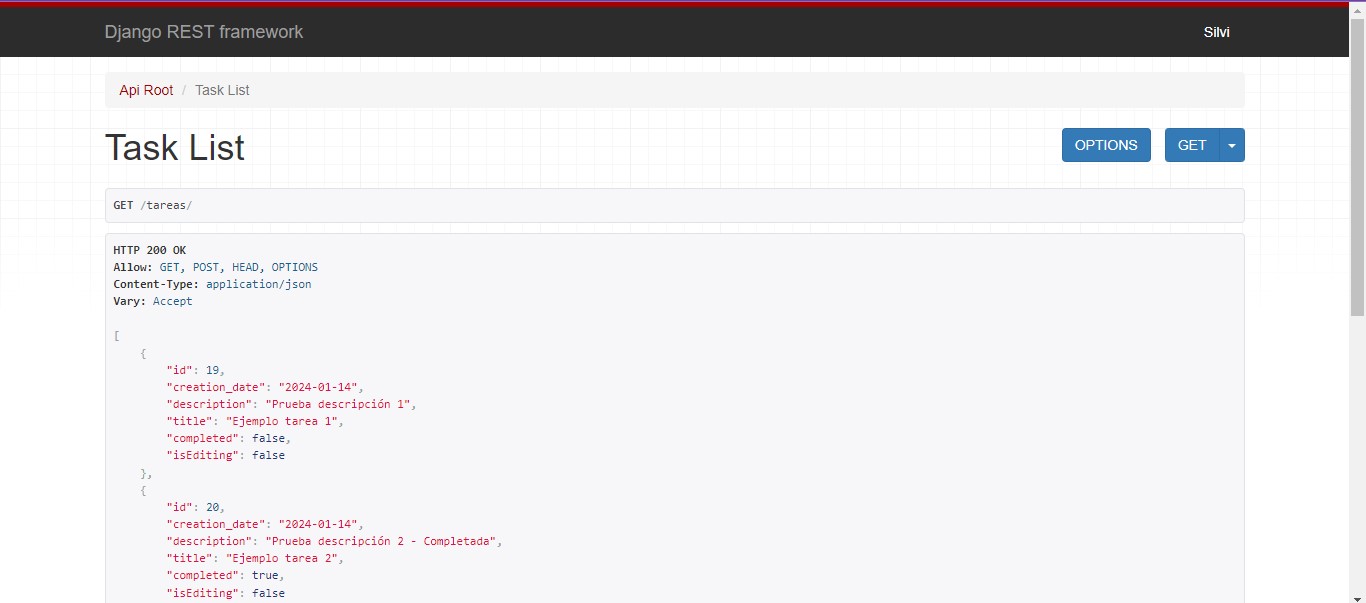 Django REST framework
Silvi
Api Root / Task List
Task List
OPTIONS
GET
GET /tareas/
HTTP 200 OK
Allow: GET, POST, HEAD, OPTIONS
Content-Type: application/json
Vary: Accept
[
    {
        "id": 19,
        "creation_date": "2024-01-14",
        "description": "Prueba descripción 1",
        "title": "Ejemplo tarea 1",
        "completed": false,
        "isEditing": false
    },
    {
        "id": 20,
        "creation_date": "2024-01-14",
        "description": "Prueba descripción 2 - Completada",
        "title": "Ejemplo tarea 2",
        "completed": true,
        "isEditing": false